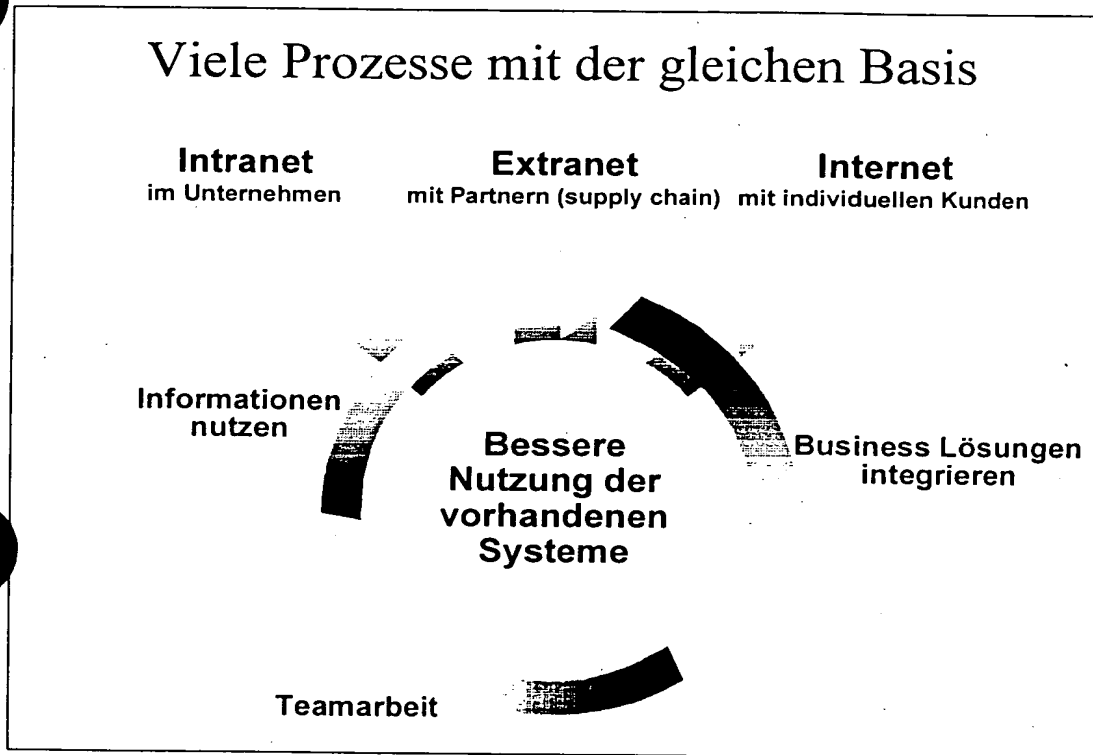 Viele Prozesse mit der gleichen Basis
Intranet
im Unternehmen
Extranet
mit Partnern (supply chain)
Internet
mit individuellen Kunden
Informationen
nutzen
Bessere
Nutzung der
vorhandenen
Systeme
Business Lösungen
integrieren
Teamarbeit